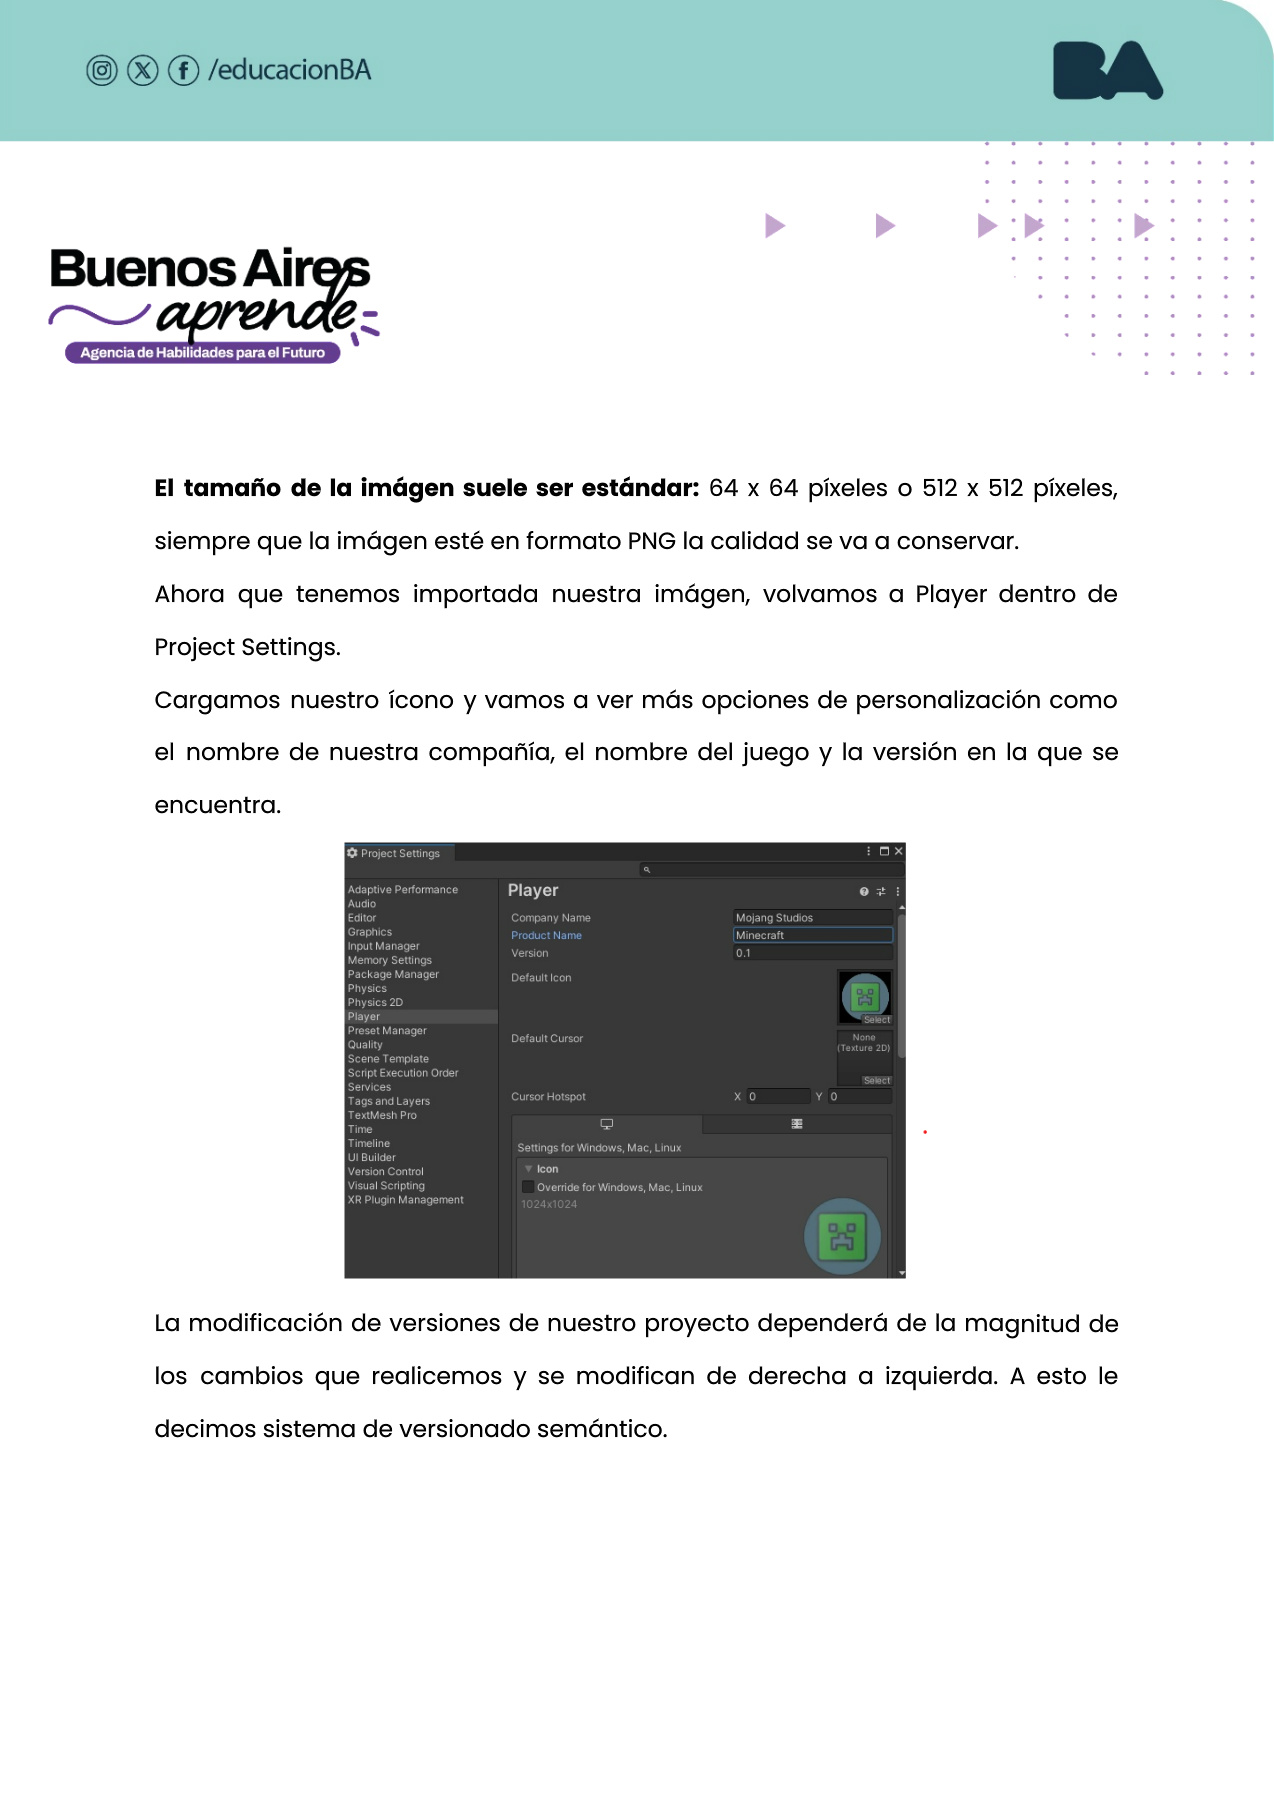 /educacionBA
BA
Buenos Aires
aprende
Agencia de Habilidades para el Futuro
El tamaño de la imágen suele ser estándar: 64 x 64 píxeles o 512 x 512 píxeles,
siempre que la imágen esté en formato PNG la calidad se va a conservar.
Ahora que tenemos importada nuestra imágen, volvamos a Player dentro de
Project Settings.
Cargamos nuestro ícono y vamos a ver más opciones de personalización como
el nombre de nuestra compañía, el nombre del juego y la versión en la que se
encuentra.
Project Settings
Adaptive Performance
Audio
Editor
Graphics
Input Manager
Memory Settings
Package Manager
Physics
Physics 2D
Player
Preset Manager
Quality
Scene Template
Script Execution Order
Services
Tags and Layers
TextMesh Pro
Time
Timeline
UI Builder
Version Control
Visual Scripting
XR Plugin Management
Player
Company Name Mojang Studios
Product Name Minecraft
Version 0.1
Default Icon
Select
Default Cursor
None
(Texture 2D)
Select
Cursor Hotspot X 0 Y 0
Settings for Windows, Mac, Linux
Icon
Override for Windows, Mac, Linux
1024x1024
La modificación de versiones de nuestro proyecto dependerá de la magnitud de
los cambios que realicemos y se modifican de derecha a izquierda. A esto le
decimos sistema de versionado semántico.